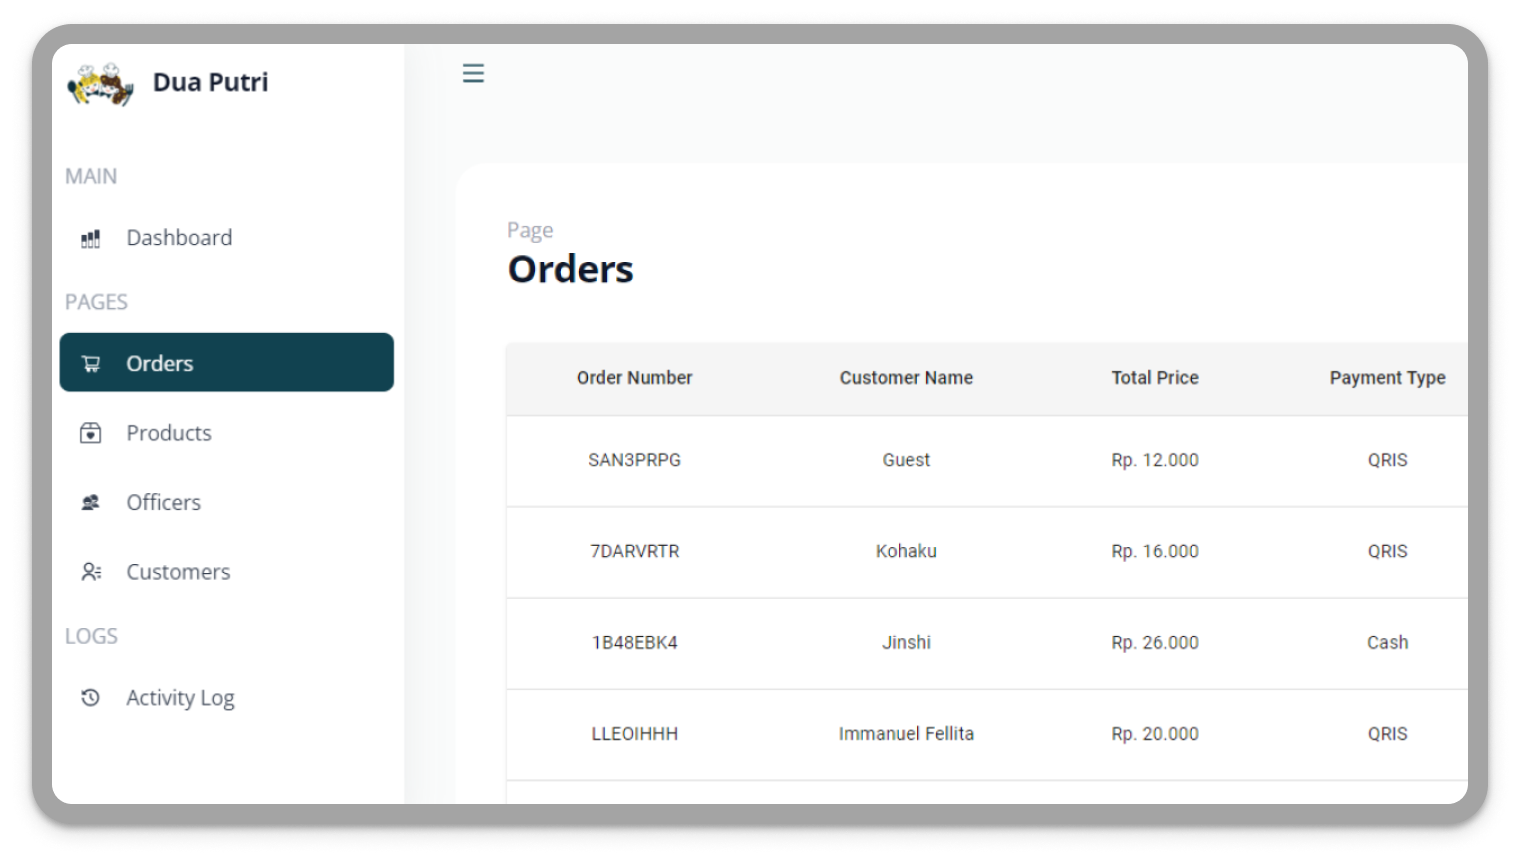 Dua Putri
MAIN
Dashboard
PAGES
Orders
Products
Officers
Customers
LOGS
Activity Log
Page
Orders
Order Number Customer Name Total Price Payment Type
SAN3PRPG Guest Rp. 12.000 QRIS
7DARVRTR Kohaku Rp. 16.000 QRIS
1B48EBK4 Jinshi Rp. 26.000 Cash
LLEOIHHH Immanuel Fellita Rp. 20.000 QRIS